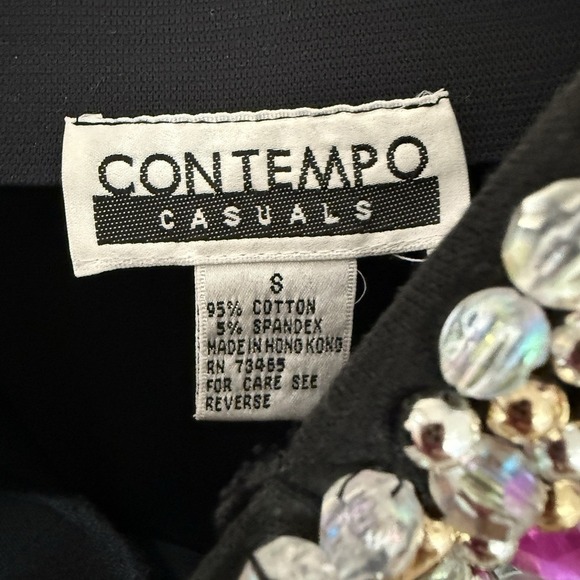 CONTEMPO
CASUALS
S
95% COTTON
5% SPANDEX
MADE IN HONG KONG
RN 73465
FOR CARE SEE
REVERSE